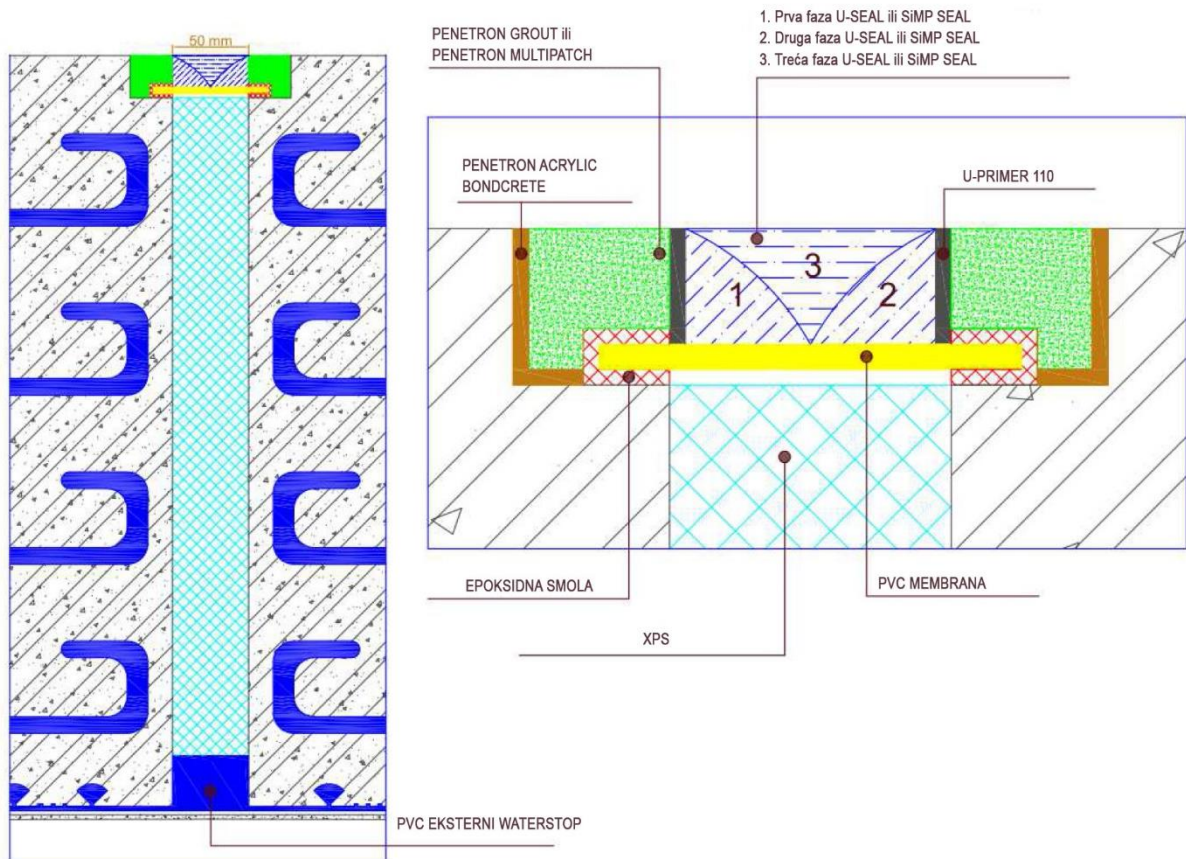 50 mm
PENETRON GROUT ili
PENETRON MULTIPATCH
1. Prva faza U-SEAL ili SiMP SEAL
2. Druga faza U-SEAL ili SiMP SEAL
3. Treća faza U-SEAL ili SiMP SEAL
PENETRON ACRYLIC
BONDCRETE
U-PRIMER 110
1
3
2
EPOKSIDNA SMOLA
PVC MEMBRANA
XPS
PVC EKSTERNI WATERSTOP